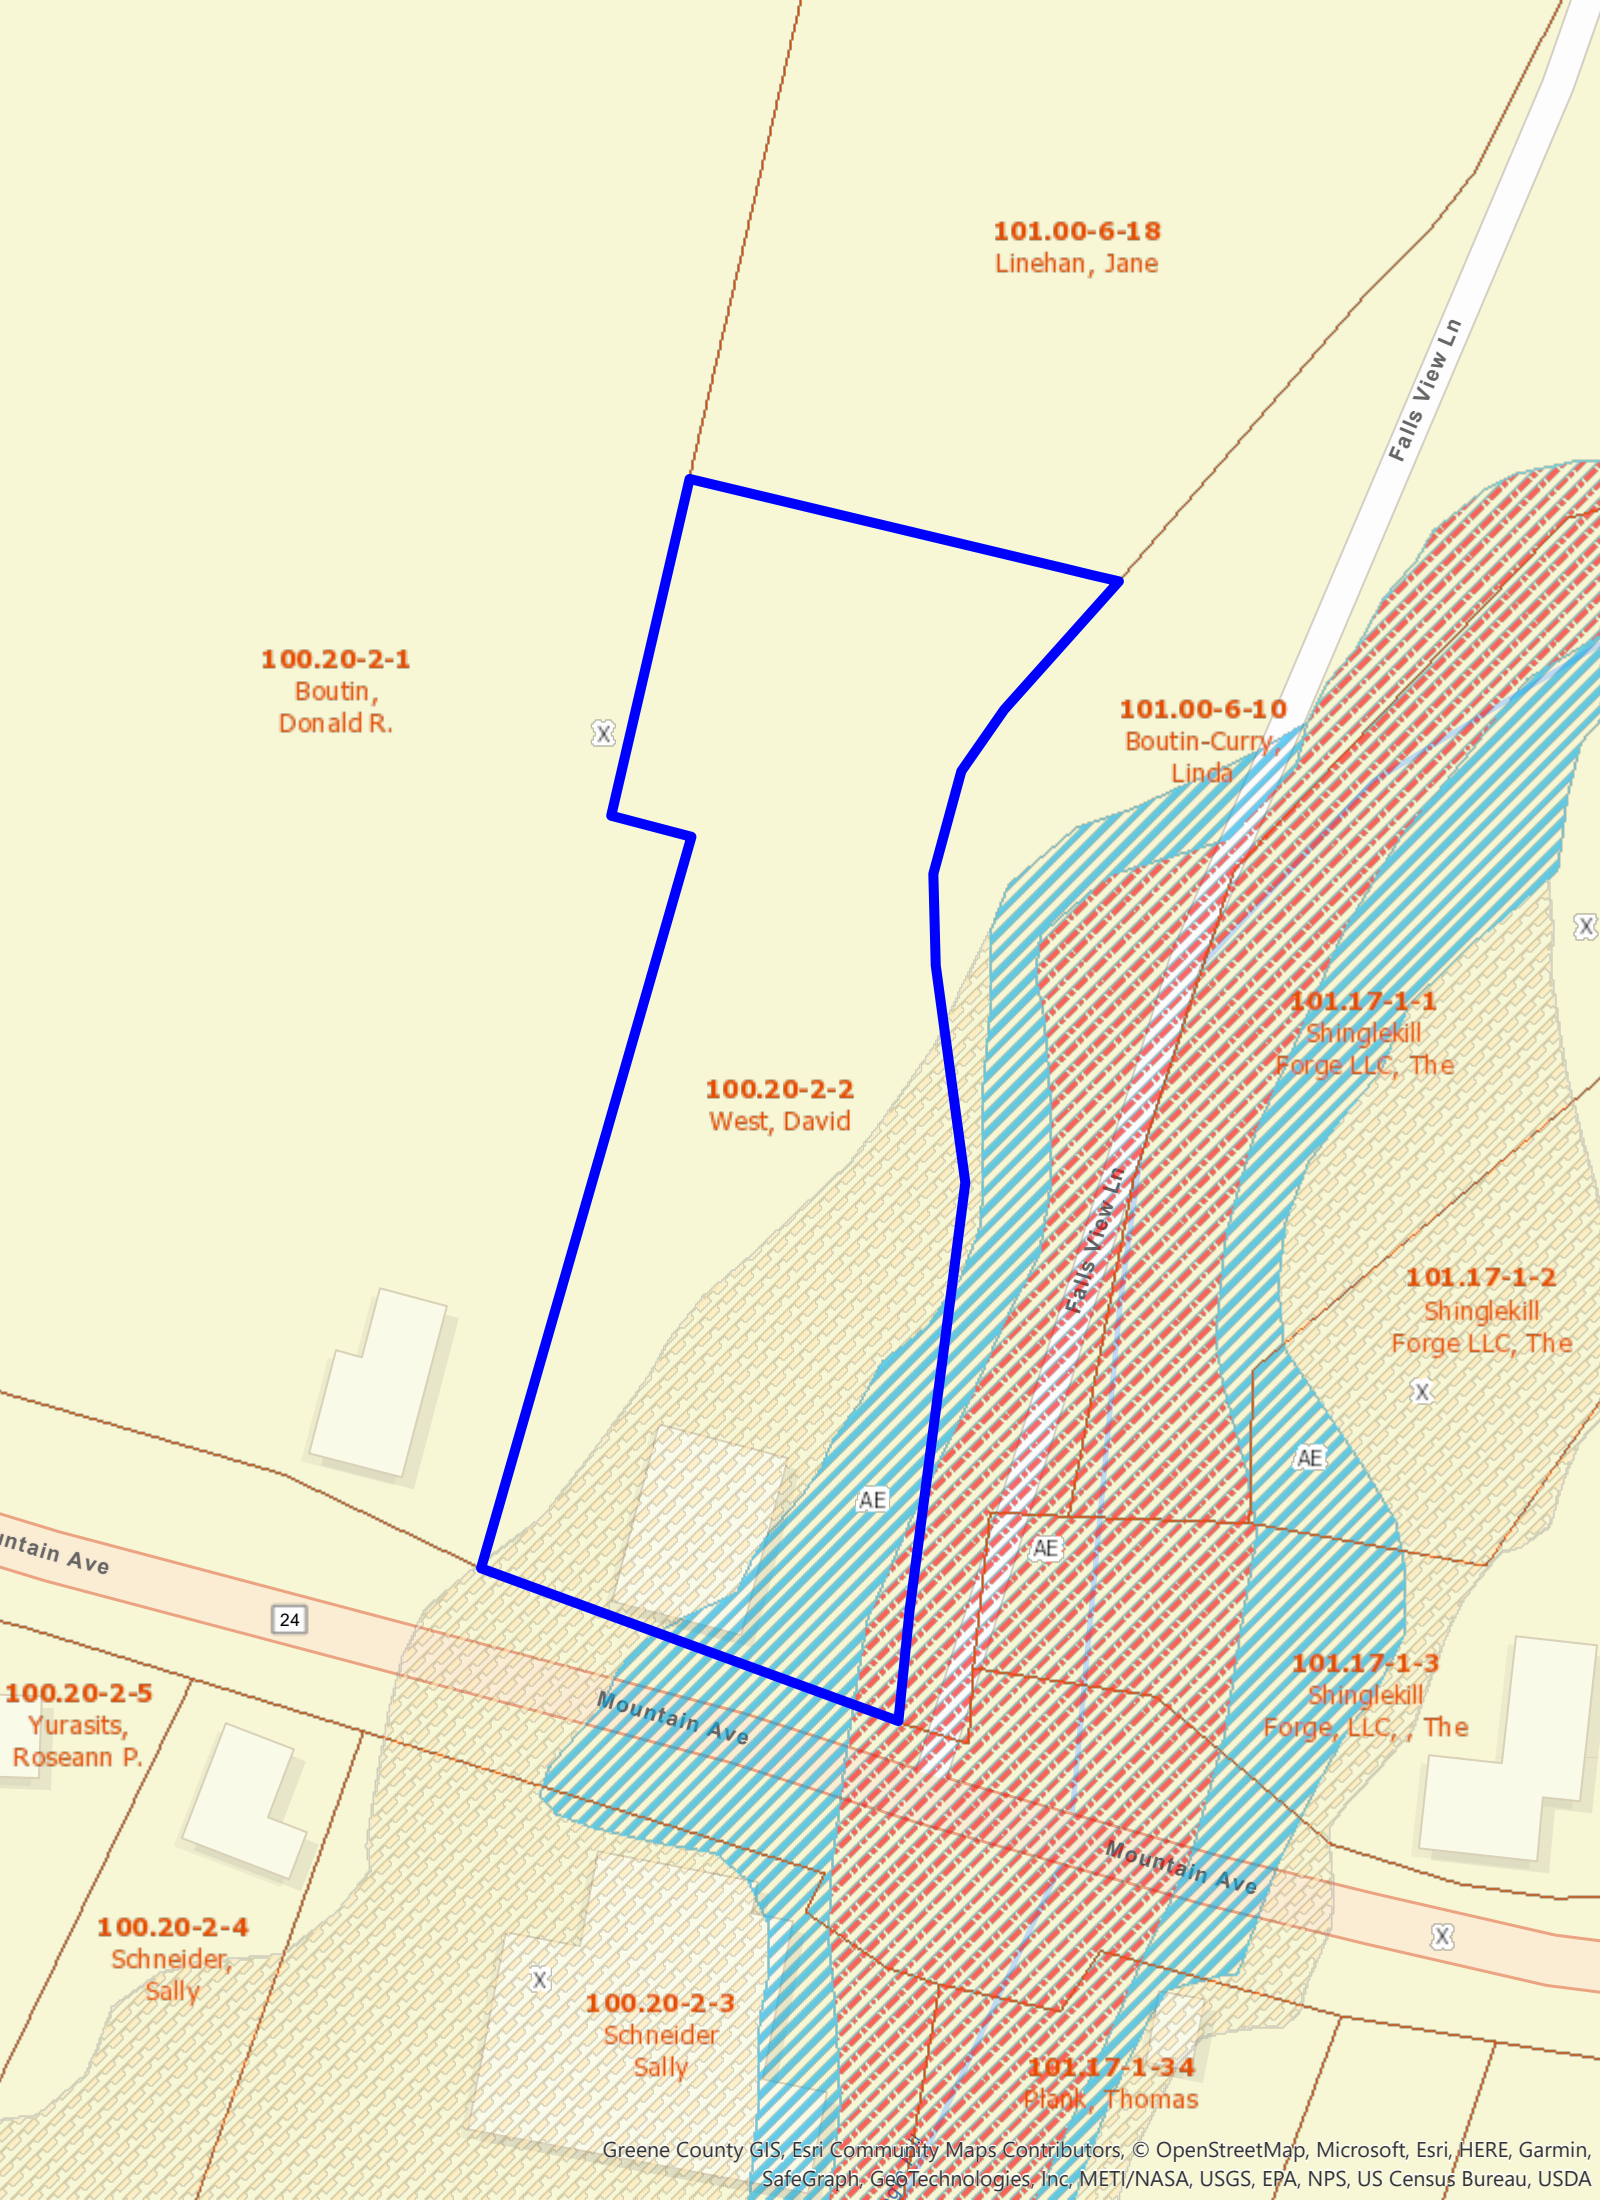 101.00-6-18
Linehan, Jane
Falls View Ln
100.20-2-1
Boutin,
Donald R.
X
101.00-6-10
Boutin-Curry,
Linda
X
101.17-1-1
Shinglekill
Forge LLC, The
100.20-2-2
West, David
Falls View Ln
101.17-1-2
Shinglekill
Forge LLC, The
X
AE
AE
AE
untain Ave
24
100.20-2-5
Yurasits,
Roseann P.
Mountain Ave
101.17-1-3
Shinglekill
Forge, LLC, , The
Mountain Ave
100.20-2-4
Schneider,
Sally
X
X
100.20-2-3
Schneider
Sally
101.17-1-34
Plank, Thomas
Greene County GIS, Esri Community Maps Contributors, © OpenStreetMap, Microsoft, Esri, HERE, Garmin,
SafeGraph, GeoTechnologies, Inc, METI/NASA, USGS, EPA, NPS, US Census Bureau, USDA